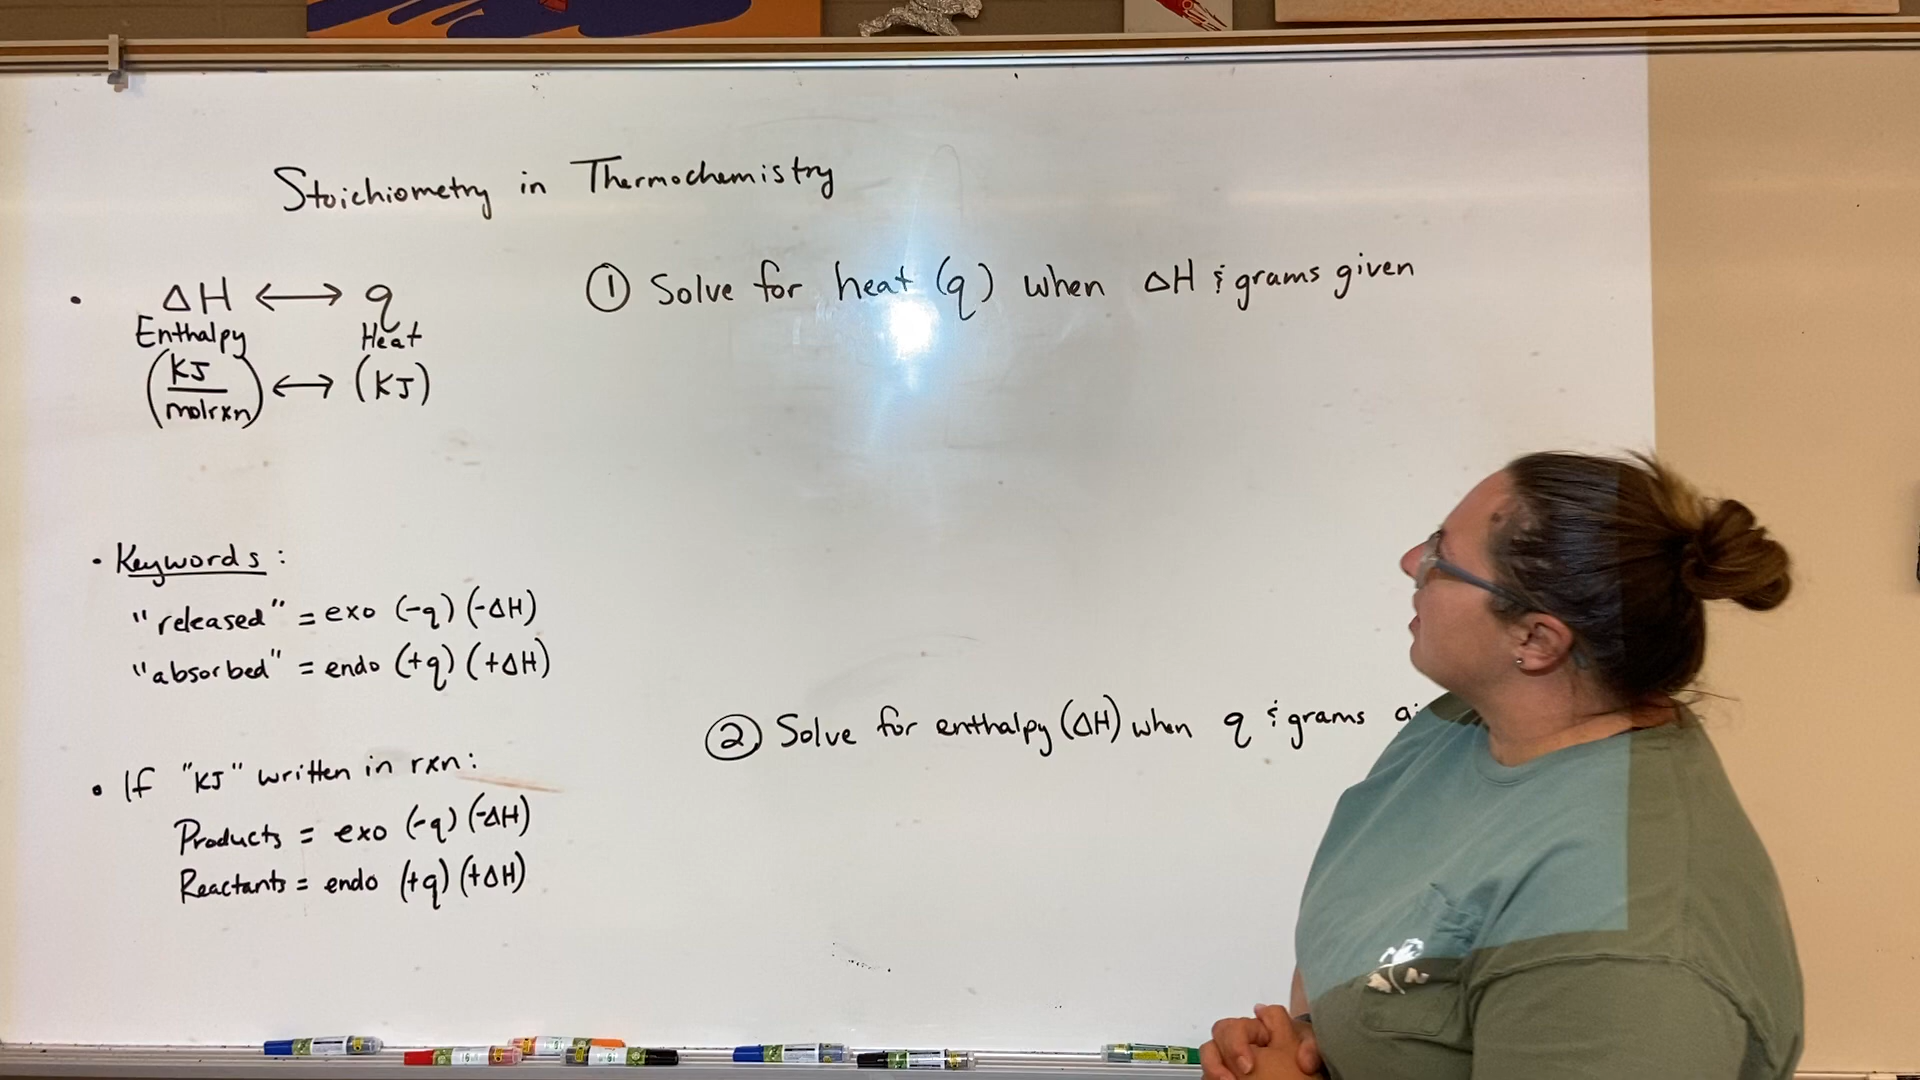 Stoichiometry in Thermochemistry
• ΔH ⟷ q
Enthalpy Heat
(KJ/molrxn) ⟷ (KJ)
• Keywords:
"released" = exo (-q) (-ΔH)
"absorbed" = endo (+q) (+ΔH)
• If "KJ" written in rxn:
Products = exo (-q) (-ΔH)
Reactants = endo (+q) (+ΔH)
① Solve for heat (q) when ΔH & grams given
② Solve for enthalpy (ΔH) when q & grams